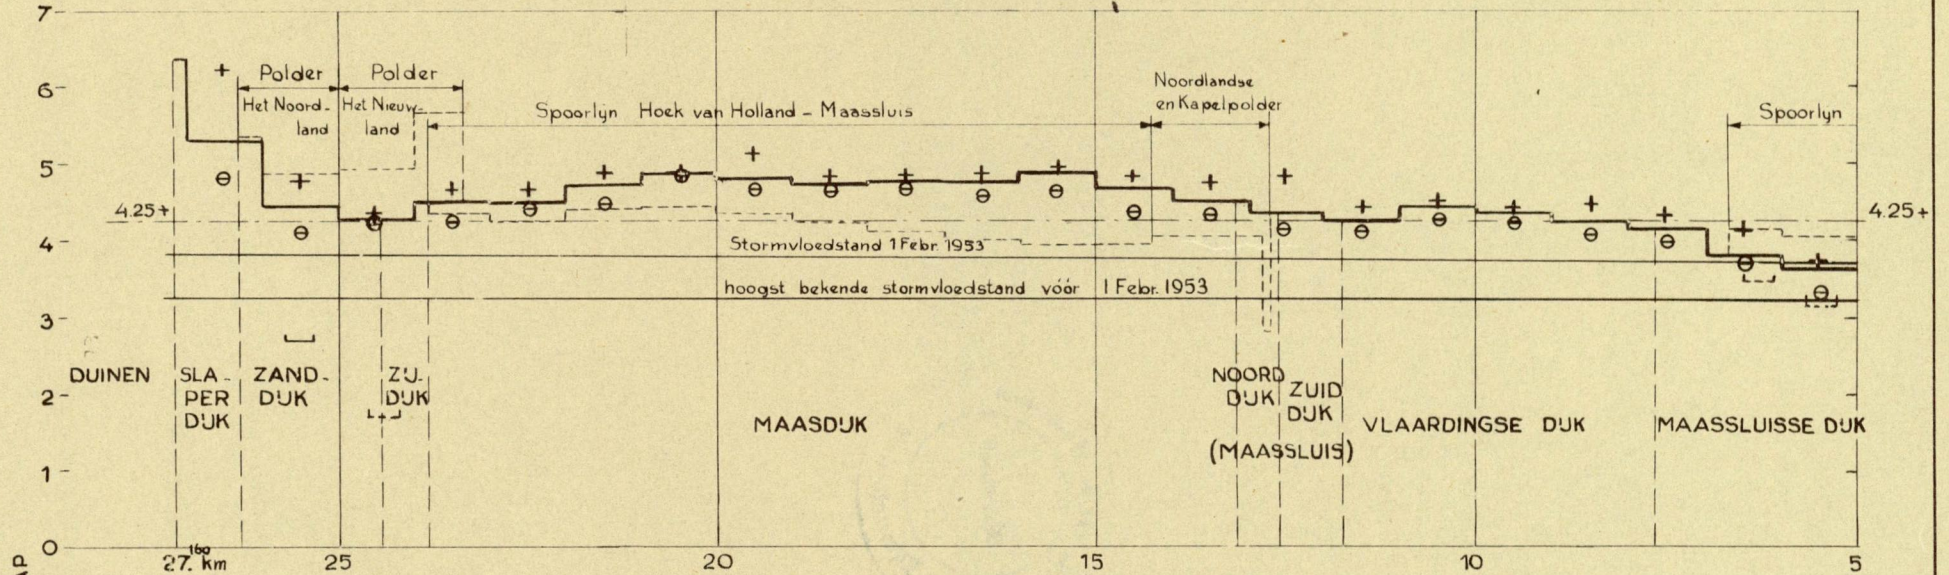 7
6
5
4
3
2
1
0
4.25+
4.25+
Polder
Het Noord-
land
Polder
Het Nieuw-
land
Spoorlijn Hoek van Holland - Maassluis
Noordlandse
en Kapelpolder
Spoorlijn
Stormvloedstand 1 Febr. 1953
hoogst bekende stormvloedstand vóór 1 Febr. 1953
DUINEN
SLA-
PER
DIJK
ZAND-
DIJK
ZIJ-
DIJK
MAASDIJK
NOORD
DIJK
ZUID
DIJK
(MAASSLUIS)
VLAARDINGSE DIJK
MAASSLUISSE DIJK
27.160 km
25
20
15
10
5
AP